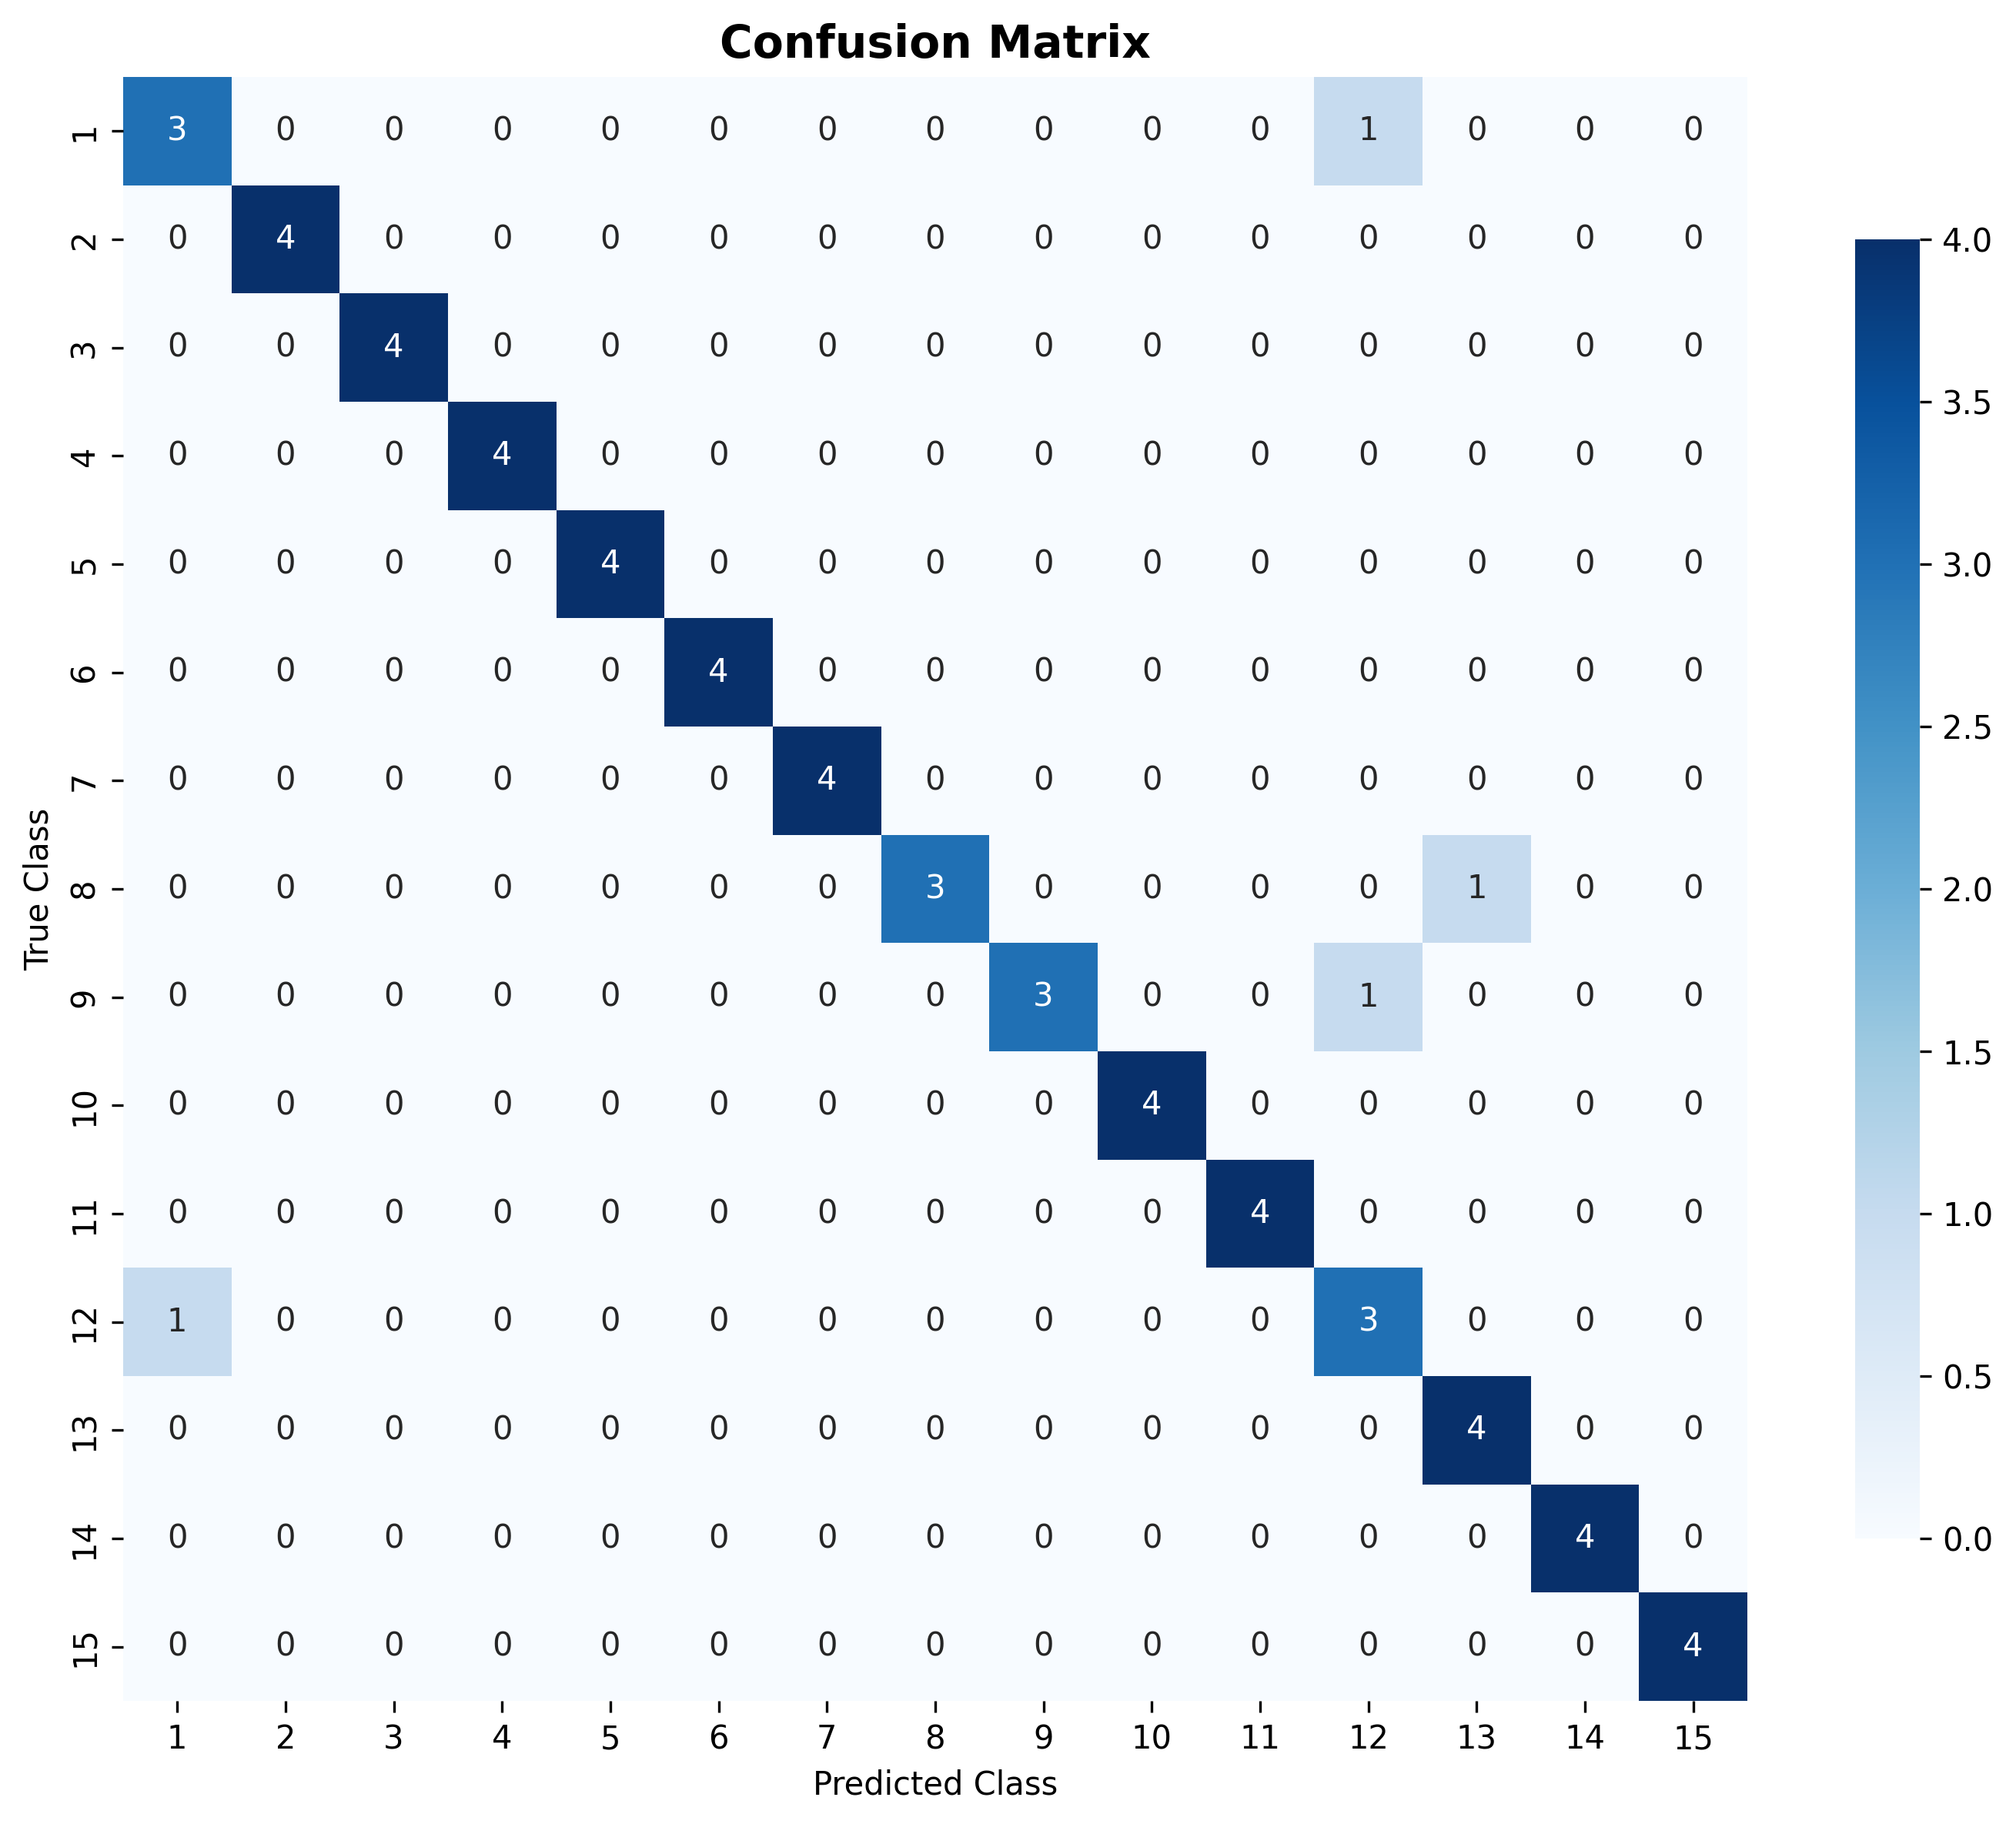 Confusion Matrix
1 3 0 0 0 0 0 0 0 0 0 0 1 0 0 0
2 0 4 0 0 0 0 0 0 0 0 0 0 0 0 0
3 0 0 4 0 0 0 0 0 0 0 0 0 0 0 0
4 0 0 0 4 0 0 0 0 0 0 0 0 0 0 0
5 0 0 0 0 4 0 0 0 0 0 0 0 0 0 0
6 0 0 0 0 0 4 0 0 0 0 0 0 0 0 0
7 0 0 0 0 0 0 4 0 0 0 0 0 0 0 0
8 0 0 0 0 0 0 0 3 0 0 0 0 1 0 0
9 0 0 0 0 0 0 0 0 3 0 0 1 0 0 0
10 0 0 0 0 0 0 0 0 0 4 0 0 0 0 0
11 0 0 0 0 0 0 0 0 0 0 4 0 0 0 0
12 1 0 0 0 0 0 0 0 0 0 0 3 0 0 0
13 0 0 0 0 0 0 0 0 0 0 0 0 4 0 0
14 0 0 0 0 0 0 0 0 0 0 0 0 0 4 0
15 0 0 0 0 0 0 0 0 0 0 0 0 0 0 4
1 2 3 4 5 6 7 8 9 10 11 12 13 14 15
Predicted Class
True Class
4.0
3.5
3.0
2.5
2.0
1.5
1.0
0.5
0.0